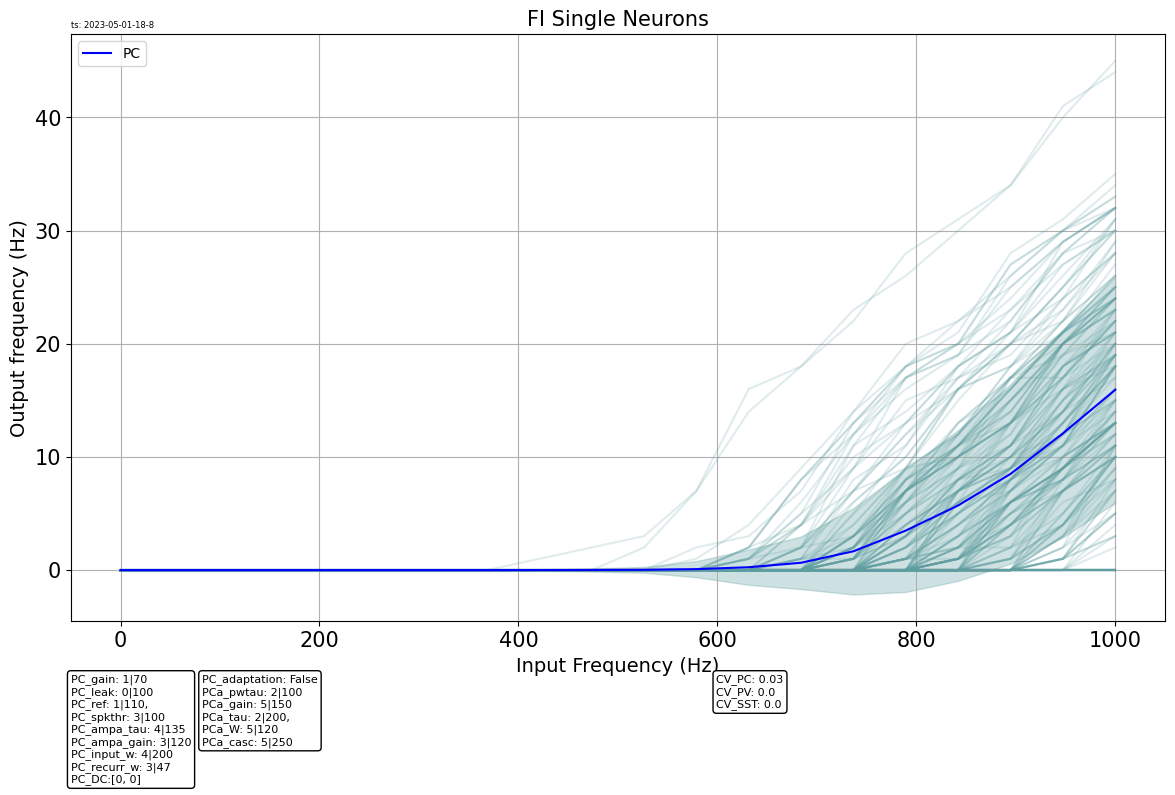 FI Single Neurons
ts: 2023-05-01-18-8
PC
Output frequency (Hz)
40
30
20
10
0
0 200 400 600 800 1000
Input Frequency (Hz)
PC_gain: 1|70
PC_leak: 0|100
PC_ref: 1|110,
PC_spkthr: 3|100
PC_ampa_tau: 4|135
PC_ampa_gain: 3|120
PC_input_w: 4|200
PC_recurr_w: 3|47
PC_DC:[0, 0]
PC_adaptation: False
PCa_pwtau: 2|100
PCa_gain: 5|150
PCa_tau: 2|200,
PCa_W: 5|120
PCa_casc: 5|250
CV_PC: 0.03
CV_PV: 0.0
CV_SST: 0.0